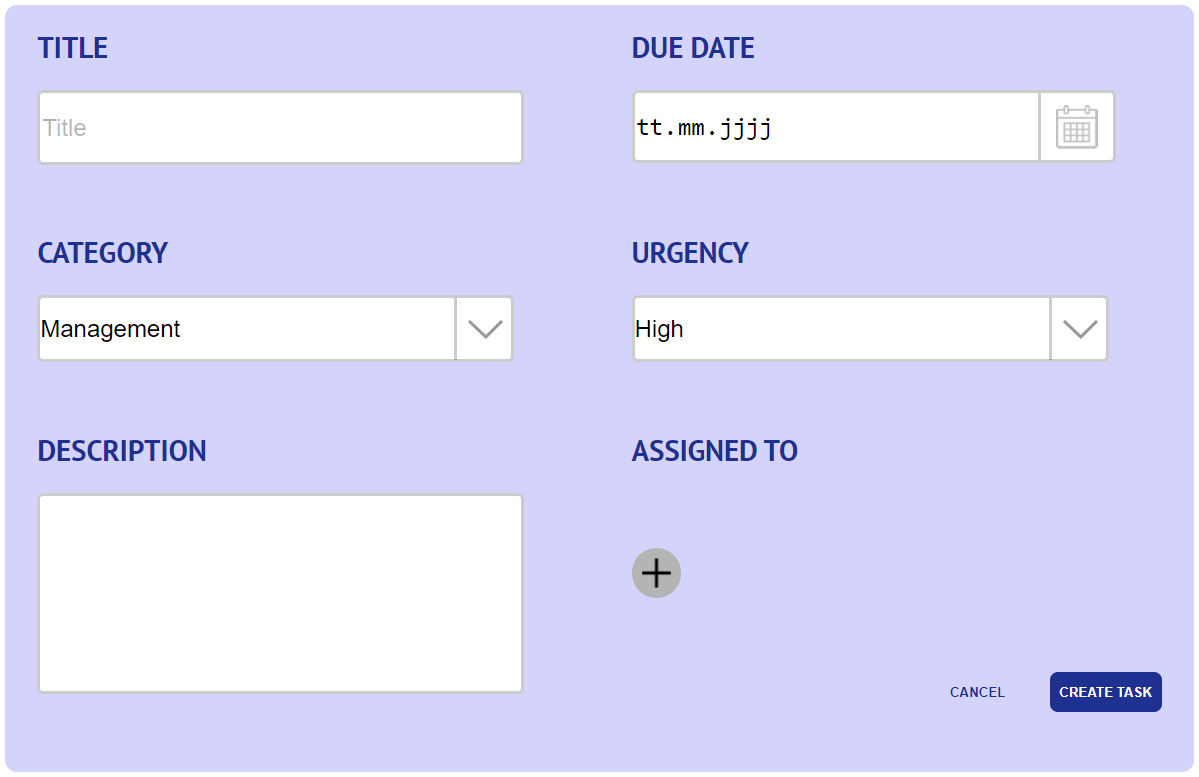 TITLE
DUE DATE
Title
tt.mm.jjjj
CATEGORY
URGENCY
Management
High
DESCRIPTION
ASSIGNED TO
CANCEL
CREATE TASK